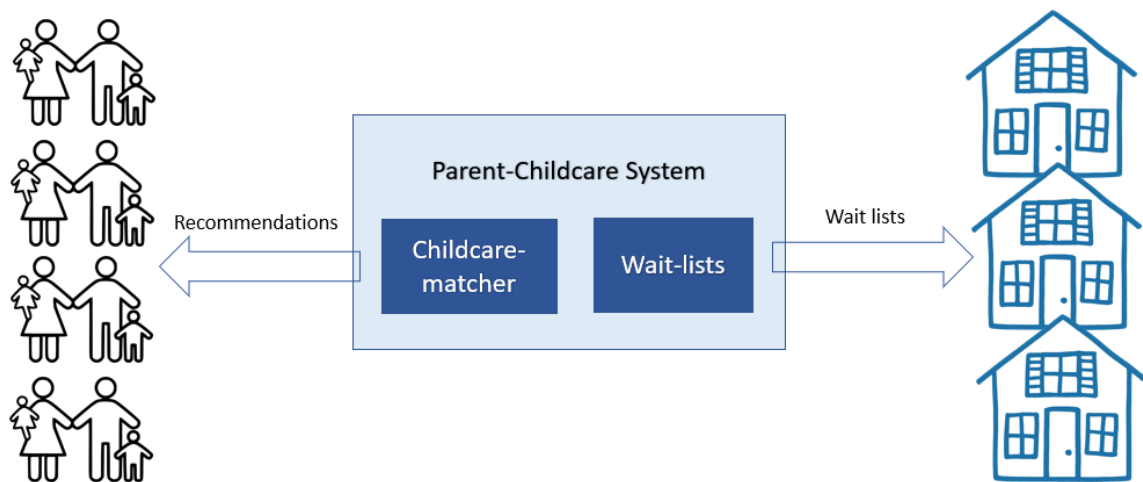 Parent-Childcare System
Recommendations
Childcare-
matcher
Wait-lists
Wait lists